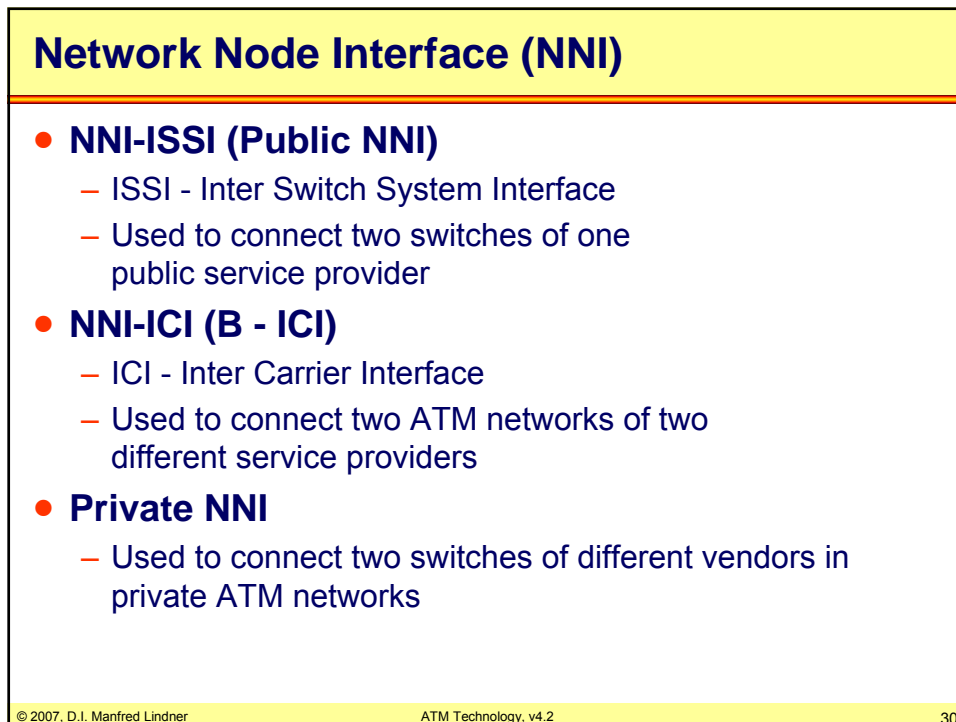 Network Node Interface (NNI)
• NNI-ISSI (Public NNI)
– ISSI - Inter Switch System Interface
– Used to connect two switches of one
public service provider
• NNI-ICI (B - ICI)
– ICI - Inter Carrier Interface
– Used to connect two ATM networks of two
different service providers
• Private NNI
– Used to connect two switches of different vendors in
private ATM networks
© 2007, D.I. Manfred Lindner ATM Technology, v4.2 30